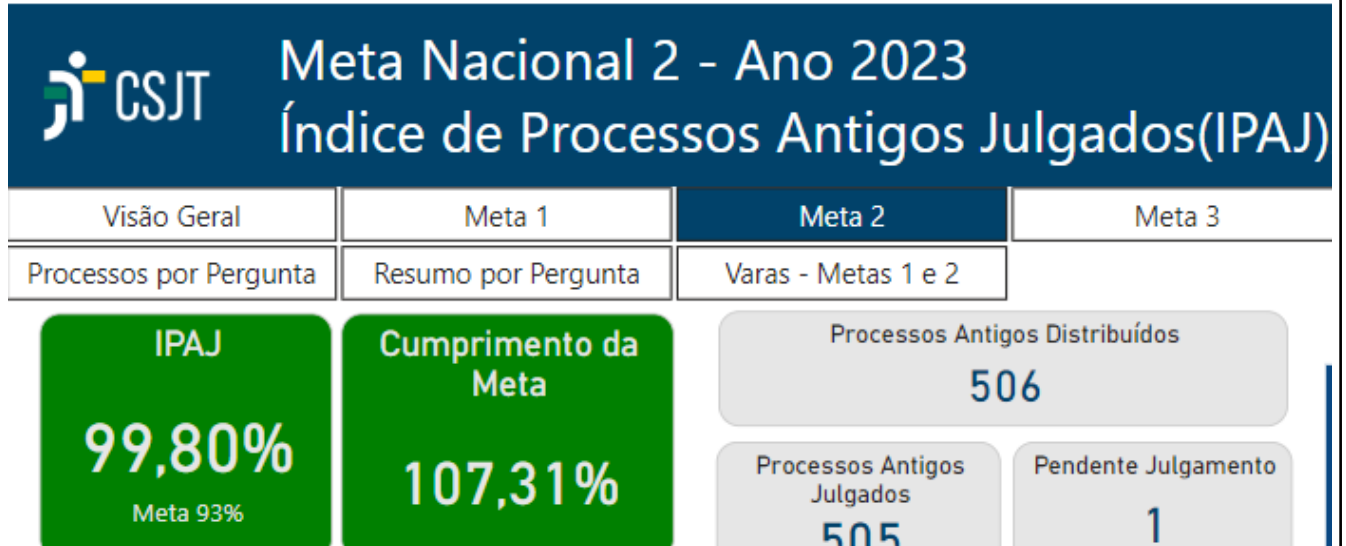 CSJT
Meta Nacional 2 - Ano 2023
Índice de Processos Antigos Julgados(IPAJ)
Visão Geral
Meta 1
Meta 2
Meta 3
Processos por Pergunta
Resumo por Pergunta
Varas - Metas 1 e 2
IPAJ
99,80%
Meta 93%
Cumprimento da
Meta
107,31%
Processos Antigos Distribuídos
506
Processos Antigos
Julgados
505
Pendente Julgamento
1